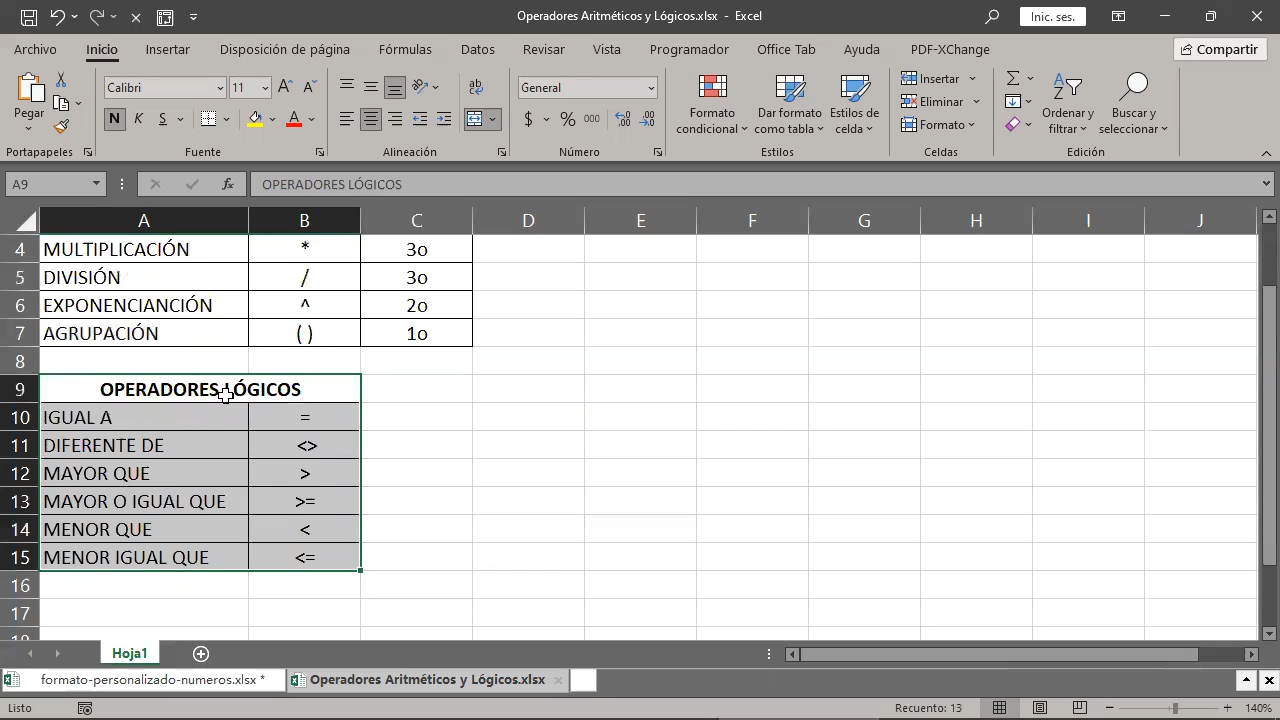 Operadores Aritméticos y Lógicos.xlsx - Excel
Inic. ses.
Archivo Inicio Insertar Disposición de página Fórmulas Datos Revisar Vista Programador Office Tab Ayuda PDF-XChange Compartir
Pegar
Calibri 11
N K S
General
$ % 000
Formato condicional
Dar formato como tabla
Estilos de celda
Insertar
Eliminar
Formato
Ordenar y filtrar
Buscar y seleccionar
Portapapeles Fuente Alineación Número Estilos Celdas Edición
A9 fx OPERADORES LÓGICOS
A B C D E F G H I J
4 MULTIPLICACIÓN * 3o
5 DIVISIÓN / 3o
6 EXPONENCIANCIÓN ^ 2o
7 AGRUPACIÓN ( ) 1o
8
9 OPERADORES LÓGICOS
10 IGUAL A =
11 DIFERENTE DE <>
12 MAYOR QUE >
13 MAYOR O IGUAL QUE >=
14 MENOR QUE <
15 MENOR IGUAL QUE <=
16
17
18
Hoja1
formato-personalizado-numeros.xlsx * Operadores Aritméticos y Lógicos.xlsx
Listo Recuento: 13 140%